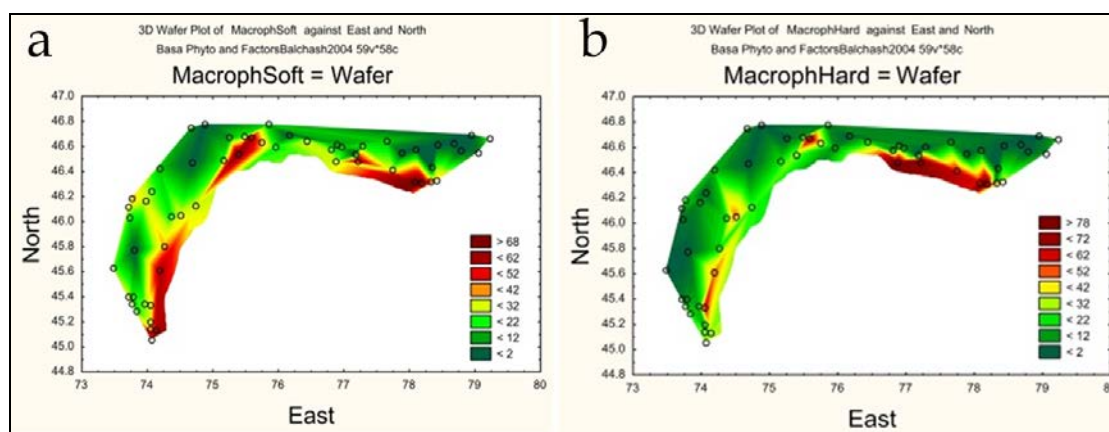 a
3D Wafer Plot of MacrophSoft against East and North
Basa Phyto and FactorsBalchash2004 59v*58c
MacrophSoft = Wafer
47.0
46.8
46.6
46.4
46.2
46.0
45.8
45.6
45.4
45.2
45.0
44.8
North
> 68
< 62
< 52
< 42
< 32
< 22
< 12
< 2
73 74 75 76 77 78 79 80
East
b
3D Wafer Plot of MacrophHard against East and North
Basa Phyto and FactorsBalchash2004 59v*58c
MacrophHard = Wafer
47.0
46.8
46.6
46.4
46.2
46.0
45.8
45.6
45.4
45.2
45.0
44.8
North
> 78
< 72
< 62
< 52
< 42
< 32
< 22
< 12
< 2
73 74 75 76 77 78 79
East